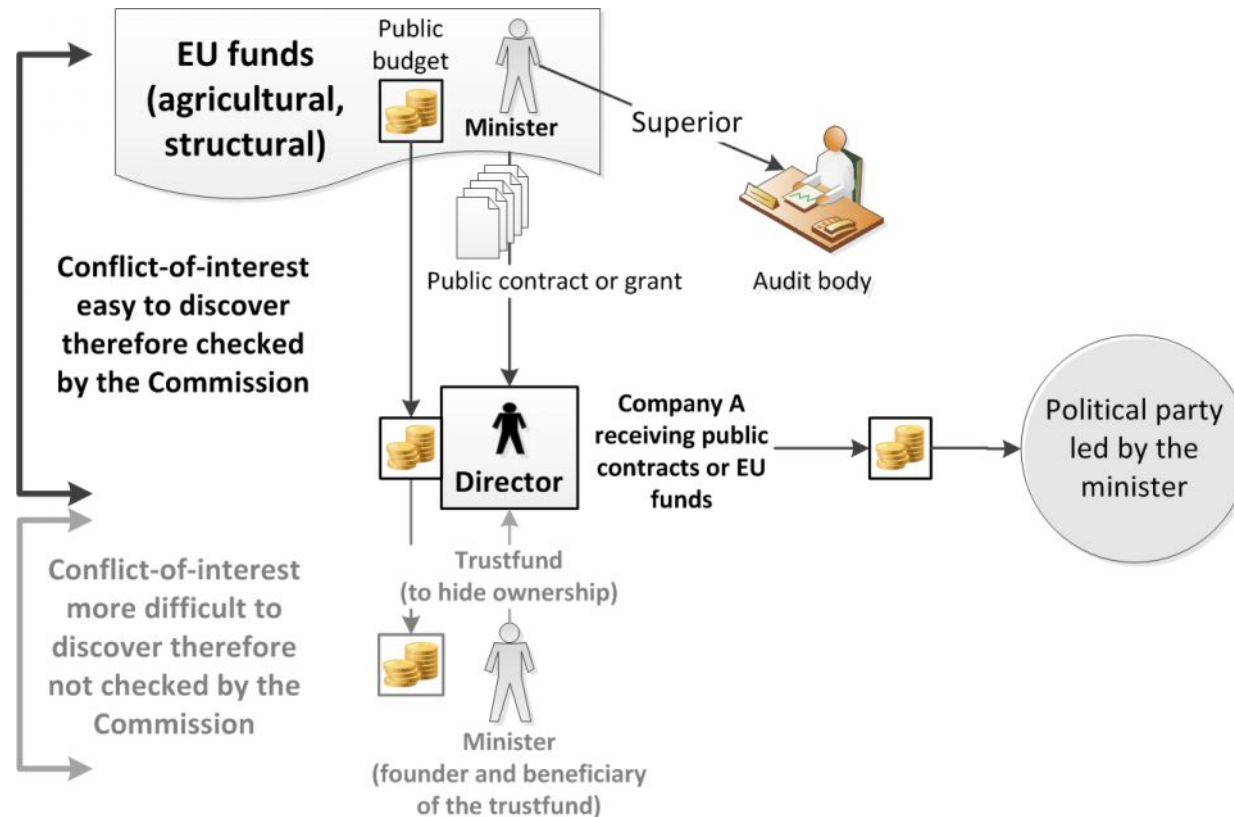 EU funds
(agricultural,
structural)
Public
budget
Minister
Superior
Audit body
Public contract or grant
Conflict-of-interest
easy to discover
therefore checked
by the Commission
Director
Company A
receiving public
contracts or EU
funds
Political party
led by the
minister
Conflict-of-interest
more difficult to
discover therefore
not checked by the
Commission
Trustfund
(to hide ownership)
Minister
(founder and beneficiary
of the trustfund)